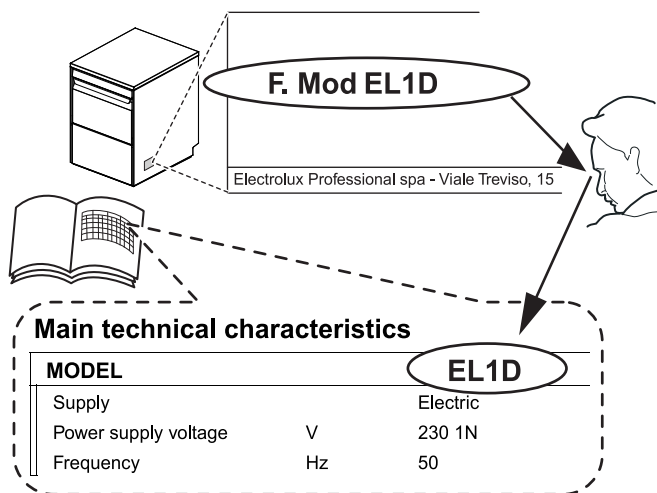 F. Mod EL1D
Electrolux Professional spa - Viale Treviso, 15
Main technical characteristics
MODEL EL1D
Supply Electric
Power supply voltage V 230 1N
Frequency Hz 50